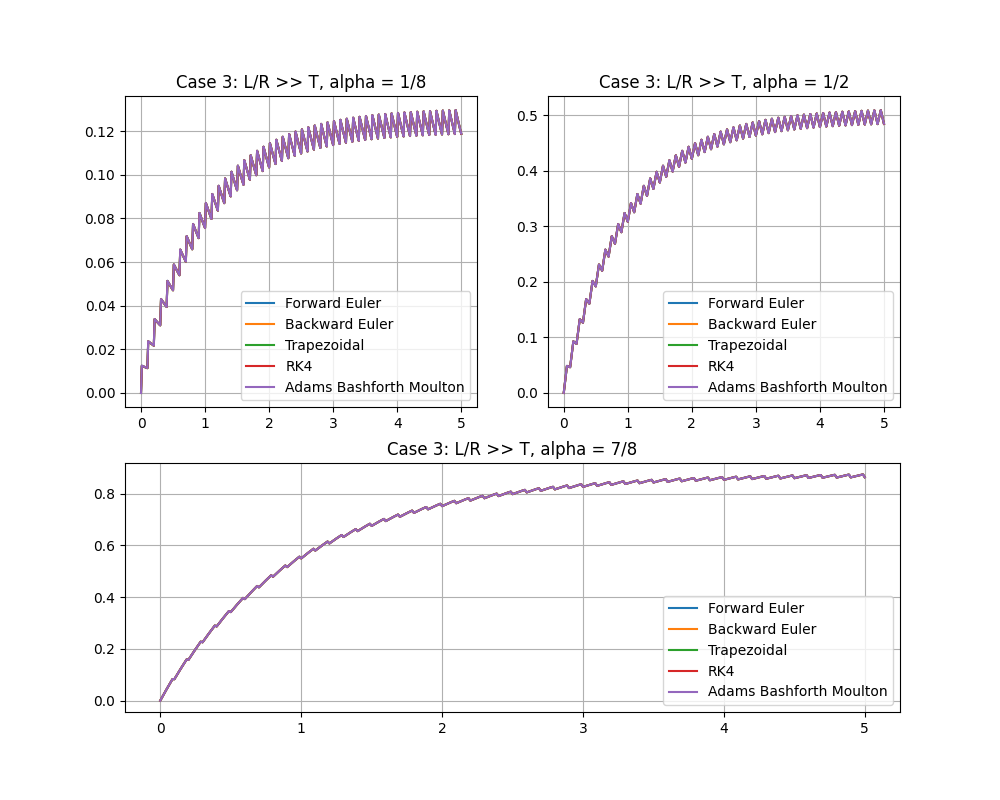 Case 3: L/R >> T, alpha = 1/8
0.12
0.10
0.08
0.06
0.04
0.02
0.00
0 1 2 3 4 5
Forward Euler
Backward Euler
Trapezoidal
RK4
Adams Bashforth Moulton
Case 3: L/R >> T, alpha = 1/2
0.5
0.4
0.3
0.2
0.1
0.0
0 1 2 3 4 5
Forward Euler
Backward Euler
Trapezoidal
RK4
Adams Bashforth Moulton
Case 3: L/R >> T, alpha = 7/8
0.8
0.6
0.4
0.2
0.0
0 1 2 3 4 5
Forward Euler
Backward Euler
Trapezoidal
RK4
Adams Bashforth Moulton